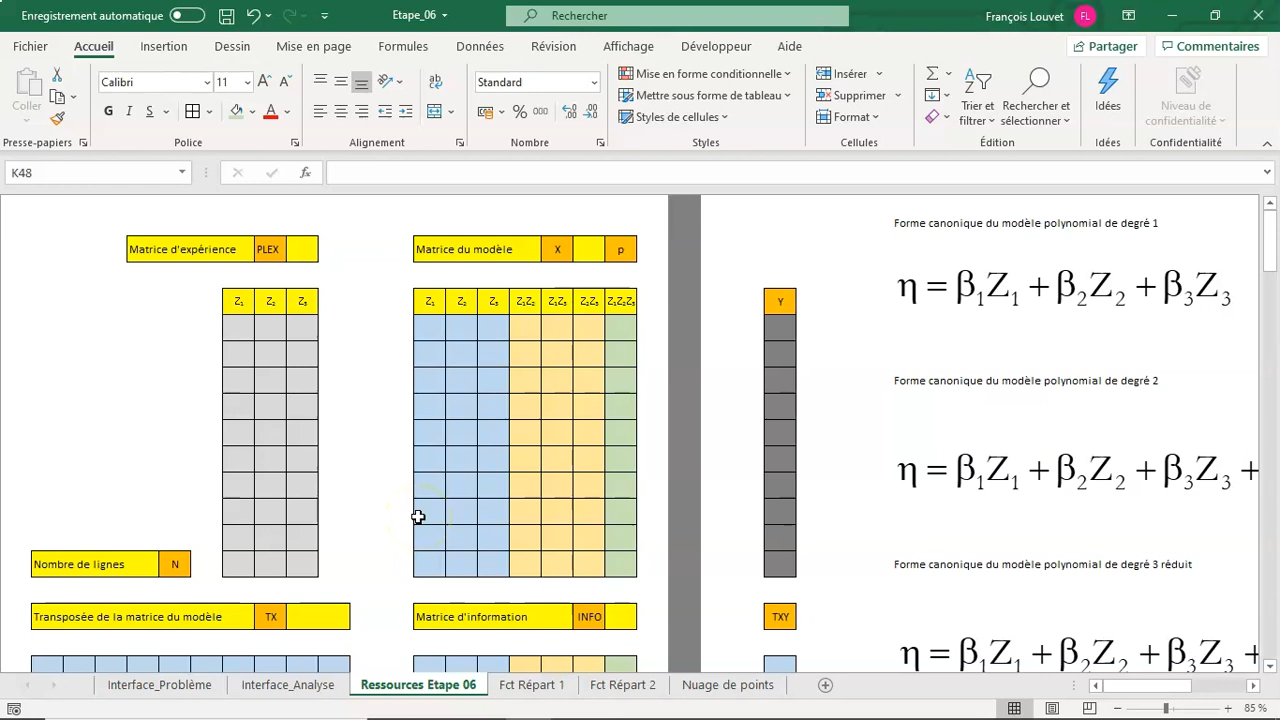 Enregistrement automatique Etape_06 Rechercher François Louvet FL
Fichier Accueil Insertion Dessin Mise en page Formules Données Révision Affichage Développeur Aide Partager Commentaires
Coller Calibri 11 Standard Mise en forme conditionnelle Insérer Trier et filtrer Rechercher et sélectionner Idées Niveau de confidentialité
G I S Mettre sous forme de tableau Supprimer
Styles de cellules Format
Presse-papiers Police Alignement Nombre Styles Cellules Édition Idées Confidentialité
K48
Matrice d'expérience PLEX
Matrice du modèle X p
Z₁ Z₂ Z₃
Z₁ Z₂ Z₃ Z₁Z₂ Z₁Z₃ Z₂Z₃ Z₁Z₂Z₃
Y
Forme canonique du modèle polynomial de degré 1
η = β₁Z₁ + β₂Z₂ + β₃Z₃
Forme canonique du modèle polynomial de degré 2
η = β₁Z₁ + β₂Z₂ + β₃Z₃ +
Nombre de lignes N
Forme canonique du modèle polynomial de degré 3 réduit
Transposée de la matrice du modèle TX
Matrice d'information INFO
TXY
η = β₁Z₁ + β₂Z₂ + β₃Z₃ +
Interface_Problème Interface_Analyse Ressources Etape 06 Fct Répart 1 Fct Répart 2 Nuage de points
85 %